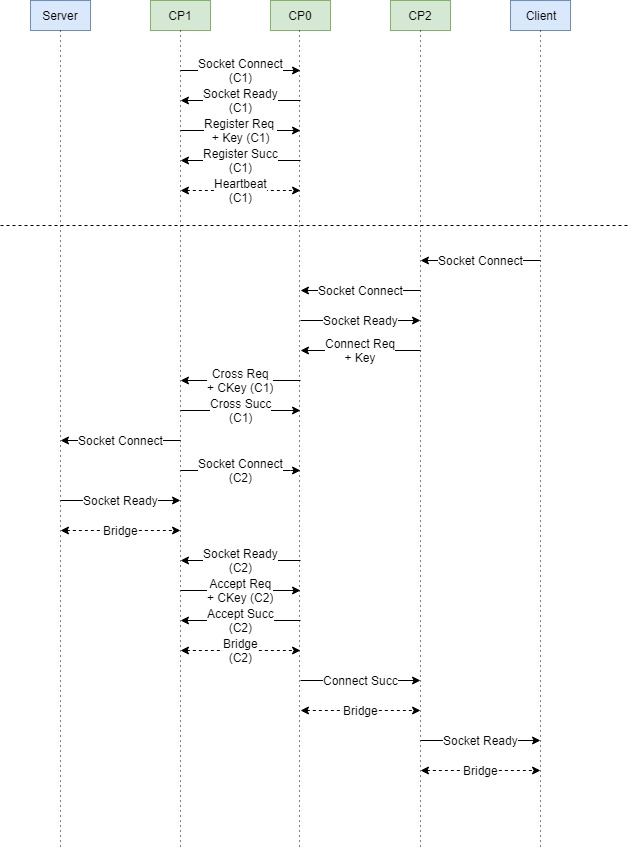 Server
CP1
CP0
CP2
Client
Socket Connect
(C1)
Socket Ready
(C1)
Register Req
+ Key (C1)
Register Succ
(C1)
Heartbeat
(C1)
Socket Connect
Socket Connect
Socket Ready
Connect Req
+ Key
Cross Req
+ CKey (C1)
Cross Succ
(C1)
Socket Connect
Socket Connect
(C2)
Socket Ready
Bridge
Socket Ready
(C2)
Accept Req
+ CKey (C2)
Accept Succ
(C2)
Bridge
(C2)
Connect Succ
Bridge
Socket Ready
Bridge